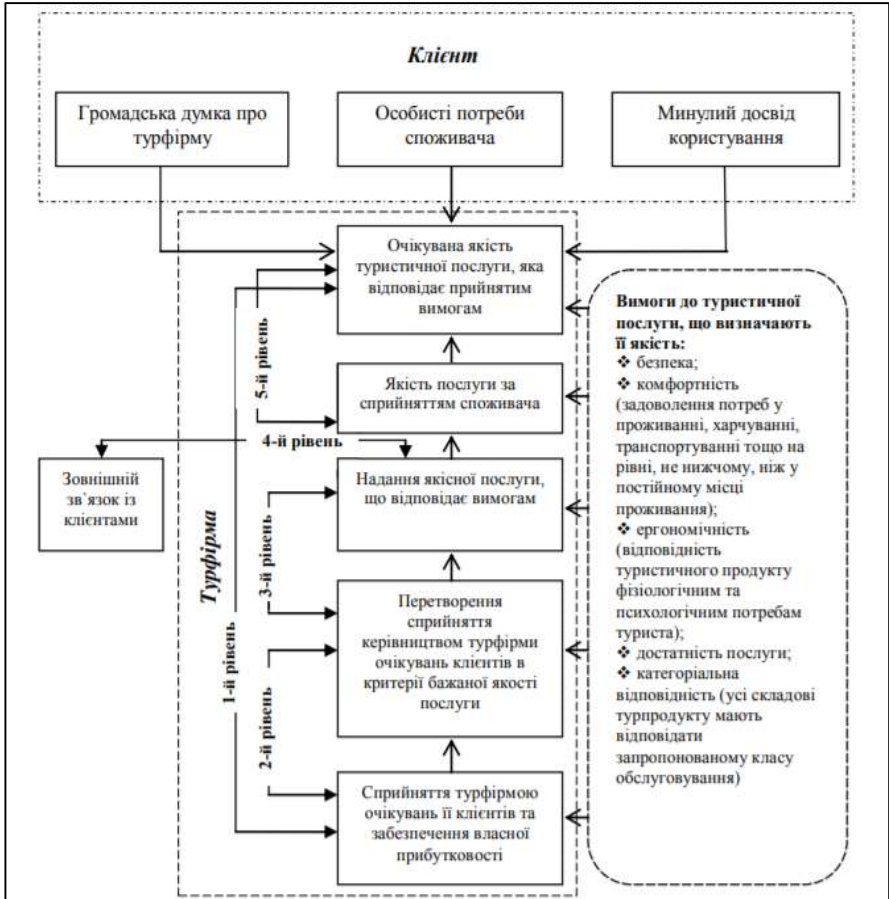 Клієнт
Громадська думка про
турфірму
Особисті потреби
споживача
Минулий досвід
користування
Очікувана якість
туристичної послуги, яка
відповідає прийнятим
вимогам
Якість послуги за
сприйняттям споживача
Надання якісної послуги,
що відповідає вимогам
Перетворення
сприйняття
керівництвом турфірми
очікувань клієнтів в
критерії бажаної якості
послуги
Сприйняття турфірмою
очікувань її клієнтів та
забезпечення власної
прибутковості
Зовнішній
зв`язок із
клієнтами
Турфірма
1-й рівень
2-й рівень
3-й рівень
4-й рівень
5-й рівень
Вимоги до туристичної
послуги, що визначають
її якість:
❖ безпека;
❖ комфортність
(задоволення потреб у
проживанні, харчуванні,
транспортуванні тощо на
рівні, не нижчому, ніж у
постійному місці
проживання);
❖ ергономічність
(відповідність
туристичного продукту
фізіологічним та
психологічним потребам
туриста);
❖ достатність послуги;
❖ категоріальна
відповідність (усі складові
турпродукту мають
відповідати
запропонованому класу
обслуговування)